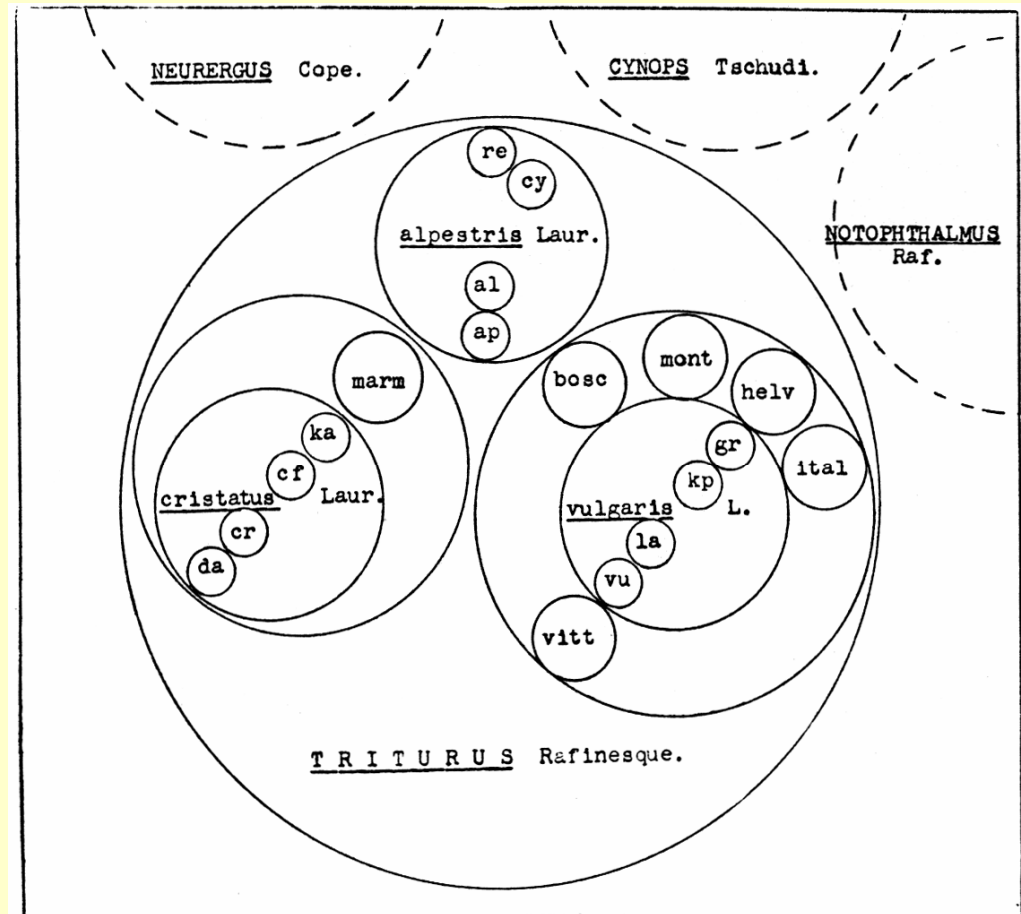 NEURERGUS Cope.
CYNOPS Tschudi.
re
cy
alpestris Laur.
NOTOPHTHALMUS
Raf.
al
ap
marm
bosc
mont
helv
ital
ka
cf
cristatus Laur.
cr
da
gr
kp
vulgaris L.
la
vu
vitt
TRITURUS Rafinesque.